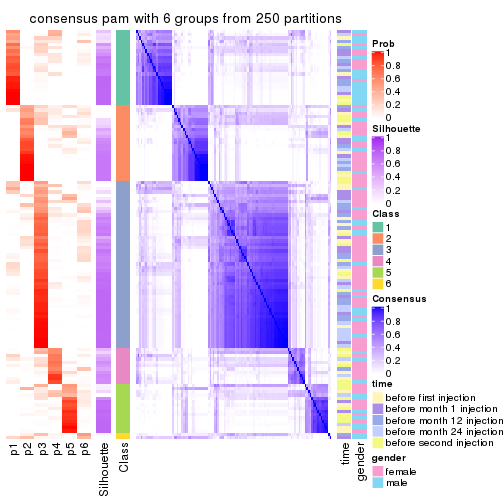 consensus pam with 6 groups from 250 partitions
Prob
1
0.8
0.6
0.4
0.2
0
Silhouette
1
0.8
0.6
0.4
0.2
0
Class
1
2
3
4
5
6
Consensus
1
0.8
0.6
0.4
0.2
0
time
before first injection
before month 1 injection
before month 12 injection
before month 24 injection
before second injection
gender
female
male
p1
p2
p3
p4
p5
p6
Silhouette
Class
time
gender